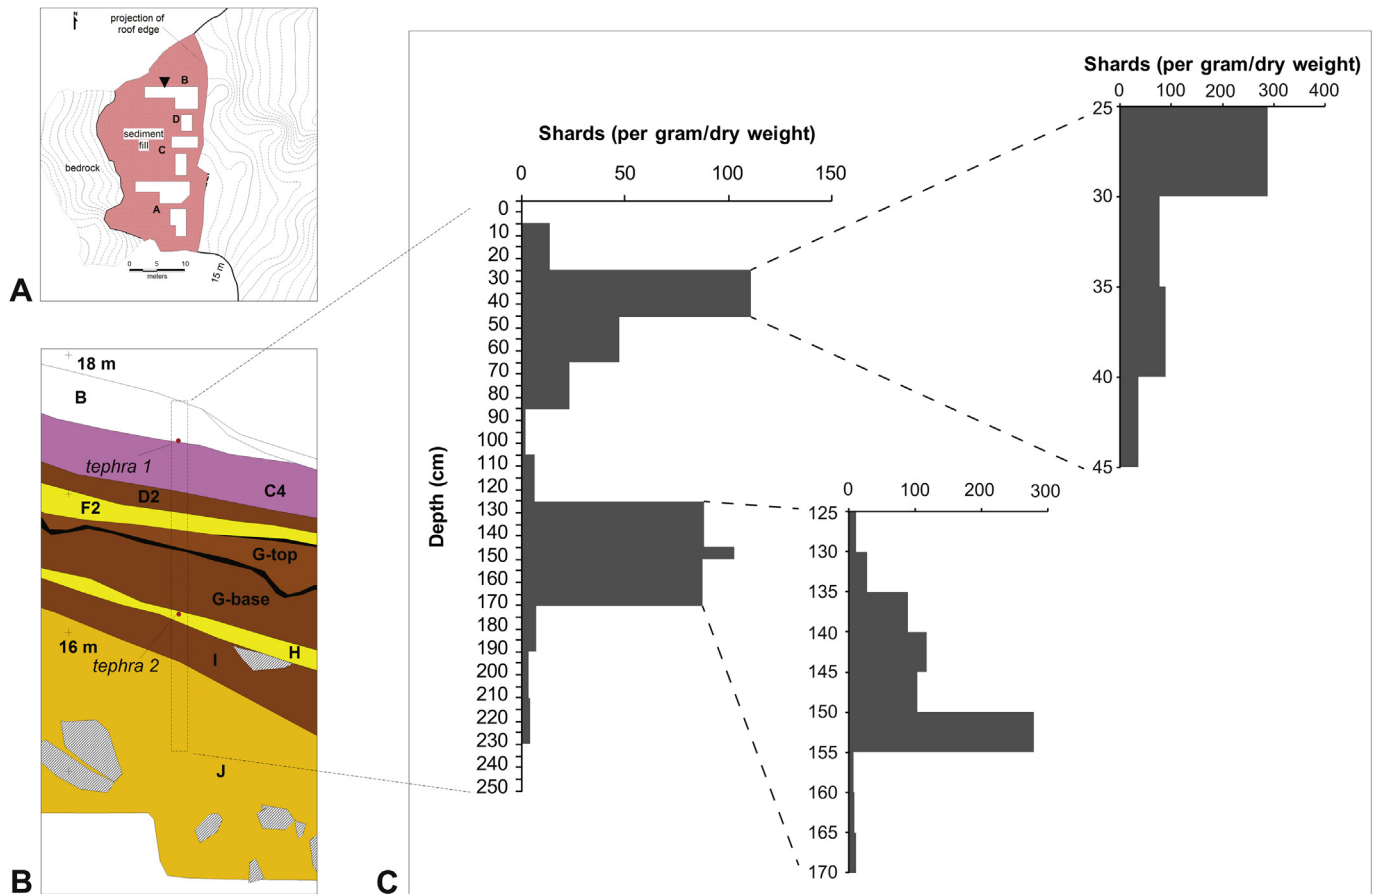 N
projection of
roof edge
B
D
sediment
fill
C
bedrock
A
0 5 10
meters
15 m
A
18 m
B
tephra 1
C4
D2
F2
G-top
G-base
16 m
H
tephra 2
I
J
B
Shards (per gram/dry weight)
0 50 100 150
0
10
20
30
40
50
60
70
80
90
100
110
120
130
140
150
160
170
180
190
200
210
220
230
240
250
Depth (cm)
Shards (per gram/dry weight)
0 100 200 300 400
25
30
35
40
45
0 100 200 300
125
130
135
140
145
150
155
160
165
170
C